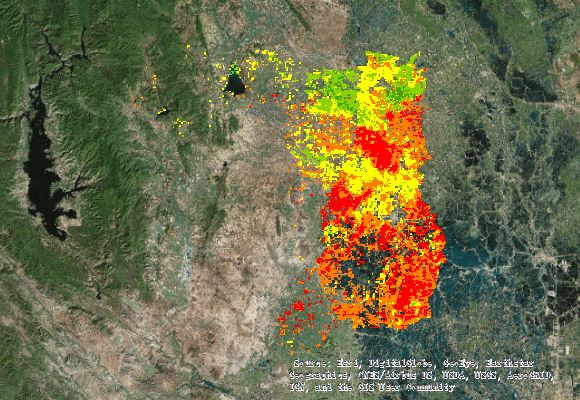 Source: Esri, DigitalGlobe, GeoEye, Earthstar
Geographics, CNES/Airbus DS, USDA, USGS, AeroGRID,
IGN, and the GIS User Community